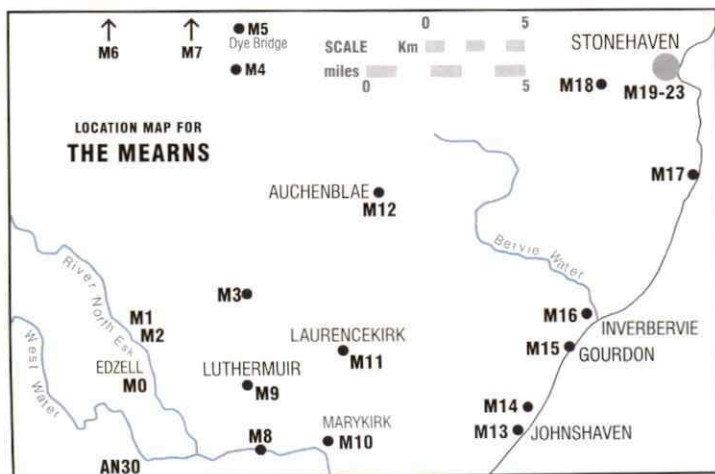 M5
Dye Bridge
M6
M7
M4
0 5
SCALE Km
miles
0 5
STONEHAVEN
M18
M19-23
LOCATION MAP FOR
THE MEARNS
M17
AUCHENBLAE
M12
Bervie Water
River North Esk
M3
M1
M2
M16
INVERBERVIE
LAURENCEKIRK
M11
M15
GOURDON
West Water
EDZELL
M0
LUTHERMUIR
M9
M14
M13
JOHNSHAVEN
MARYKIRK
M10
M8
AN30